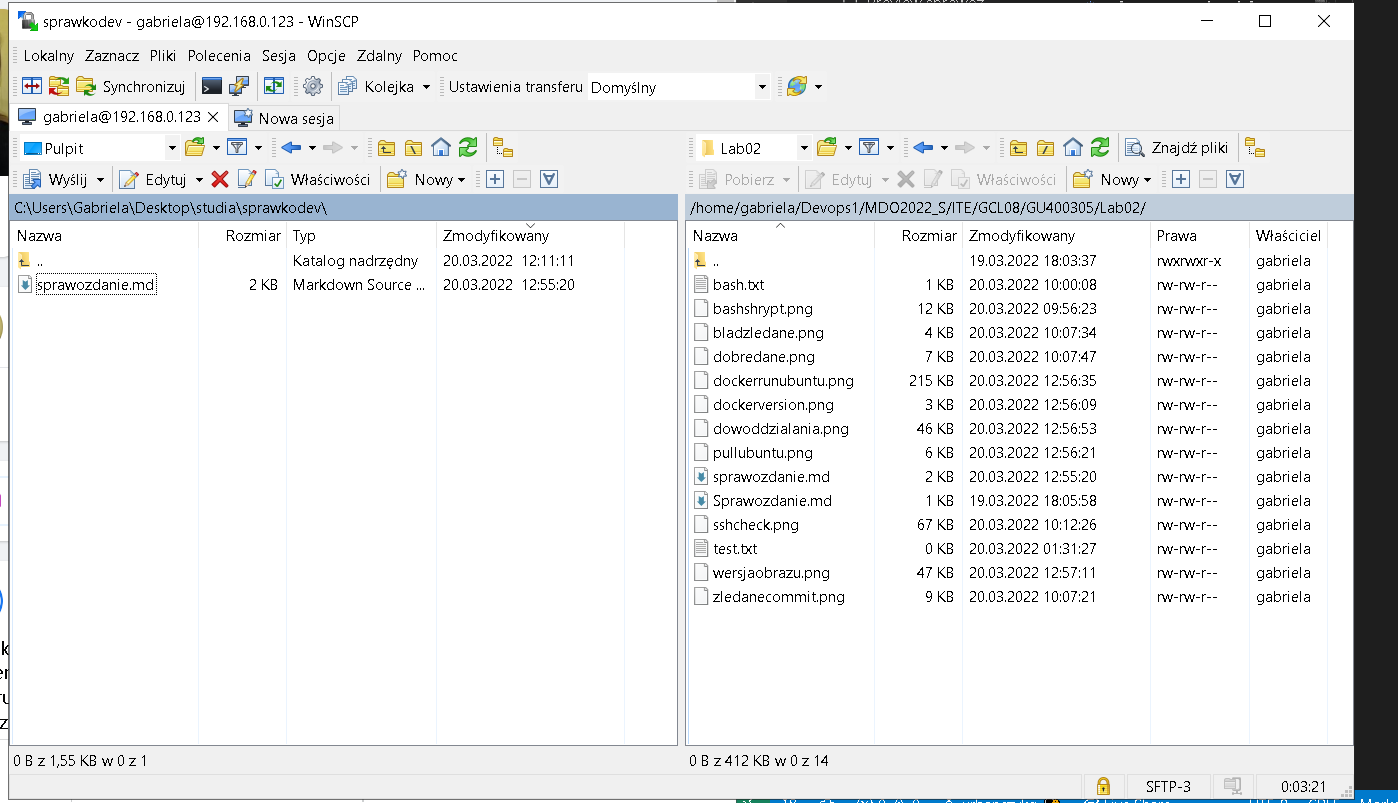 sprawkodev - gabriela@192.168.0.123 - WinSCP
Lokalny Zaznacz Pliki Polecenia Sesja Opcje Zdalny Pomoc
Synchronizuj Kolejka Ustawienia transferu Domyślny
gabriela@192.168.0.123 Nowa sesja
Pulpit
Wyślij Edytuj Właściwości Nowy
C:\Users\Gabriela\Desktop\studia\sprawkodev\
Nazwa Rozmiar Typ Zmodyfikowany
.. Katalog nadrzędny 20.03.2022 12:11:11
sprawozdanie.md 2 KB Markdown Source ... 20.03.2022 12:55:20
0 B z 1,55 KB w 0 z 1
Lab02 Znajdź pliki
Pobierz Edytuj Właściwości Nowy
/home/gabriela/Devops1/MDO2022_S/ITE/GCL08/GU400305/Lab02/
Nazwa Rozmiar Zmodyfikowany Prawa Właściciel
.. 19.03.2022 18:03:37 rwxrwxr-x gabriela
bash.txt 1 KB 20.03.2022 10:00:08 rw-rw-r-- gabriela
bashshrypt.png 12 KB 20.03.2022 09:56:23 rw-rw-r-- gabriela
bladzledane.png 4 KB 20.03.2022 10:07:34 rw-rw-r-- gabriela
dobredane.png 7 KB 20.03.2022 10:07:47 rw-rw-r-- gabriela
dockerrunubuntu.png 215 KB 20.03.2022 12:56:35 rw-rw-r-- gabriela
dockerversion.png 3 KB 20.03.2022 12:56:09 rw-rw-r-- gabriela
dowoddzialania.png 46 KB 20.03.2022 12:56:53 rw-rw-r-- gabriela
pullubuntu.png 6 KB 20.03.2022 12:56:21 rw-rw-r-- gabriela
sprawozdanie.md 2 KB 20.03.2022 12:55:20 rw-rw-r-- gabriela
Sprawozdanie.md 1 KB 19.03.2022 18:05:58 rw-rw-r-- gabriela
sshcheck.png 67 KB 20.03.2022 10:12:26 rw-rw-r-- gabriela
test.txt 0 KB 20.03.2022 01:31:27 rw-rw-r-- gabriela
wersjaobrazu.png 47 KB 20.03.2022 12:57:11 rw-rw-r-- gabriela
zledanecommit.png 9 KB 20.03.2022 10:07:21 rw-rw-r-- gabriela
0 B z 412 KB w 0 z 14
SFTP-3 0:03:21